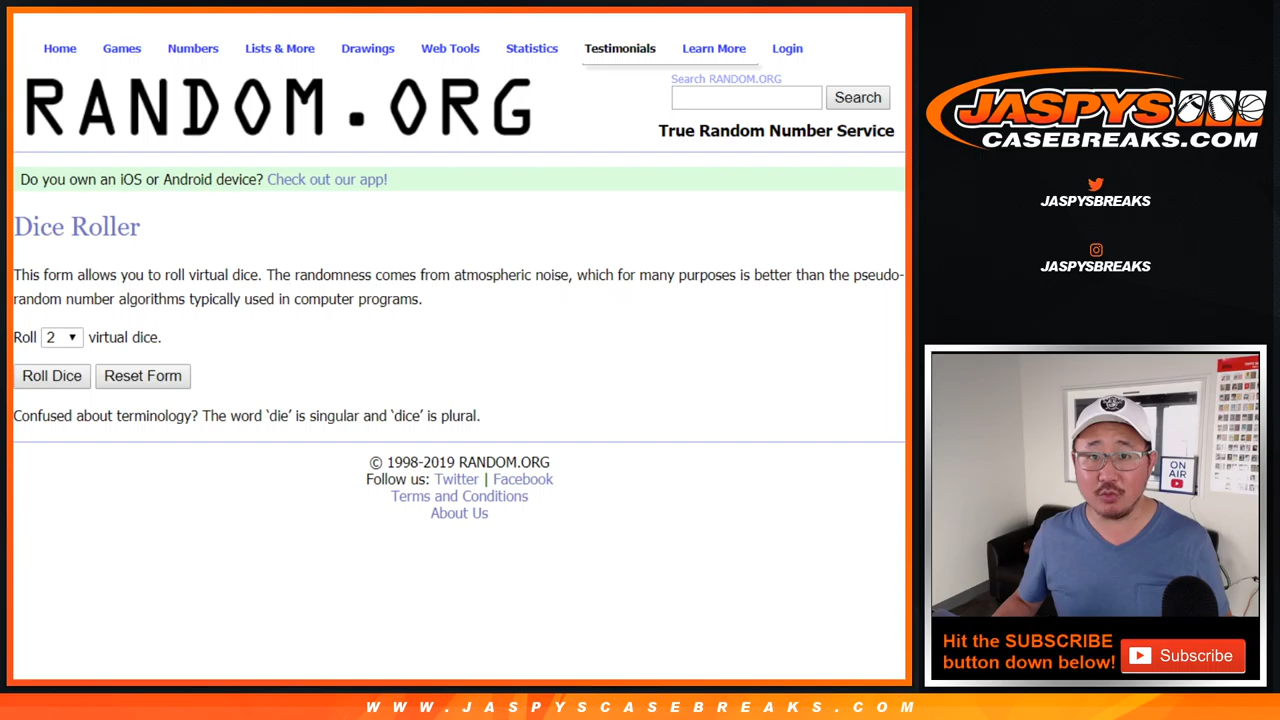 Home Games Numbers Lists & More Drawings Web Tools Statistics Testimonials Learn More Login
RANDOM.ORG
Search RANDOM.ORG
Search
True Random Number Service
Do you own an iOS or Android device? Check out our app!
Dice Roller
This form allows you to roll virtual dice. The randomness comes from atmospheric noise, which for many purposes is better than the pseudo-
random number algorithms typically used in computer programs.
Roll 2 virtual dice.
Roll Dice Reset Form
Confused about terminology? The word ‘die’ is singular and ‘dice’ is plural.
© 1998-2019 RANDOM.ORG
Follow us: Twitter | Facebook
Terms and Conditions
About Us
JASPYS
CASEBREAKS.COM
JASPYSBREAKS
JASPYSBREAKS
ON
AIR
Hit the SUBSCRIBE
button down below!
Subscribe
WWW.JASPYSCASEBREAKS.COM